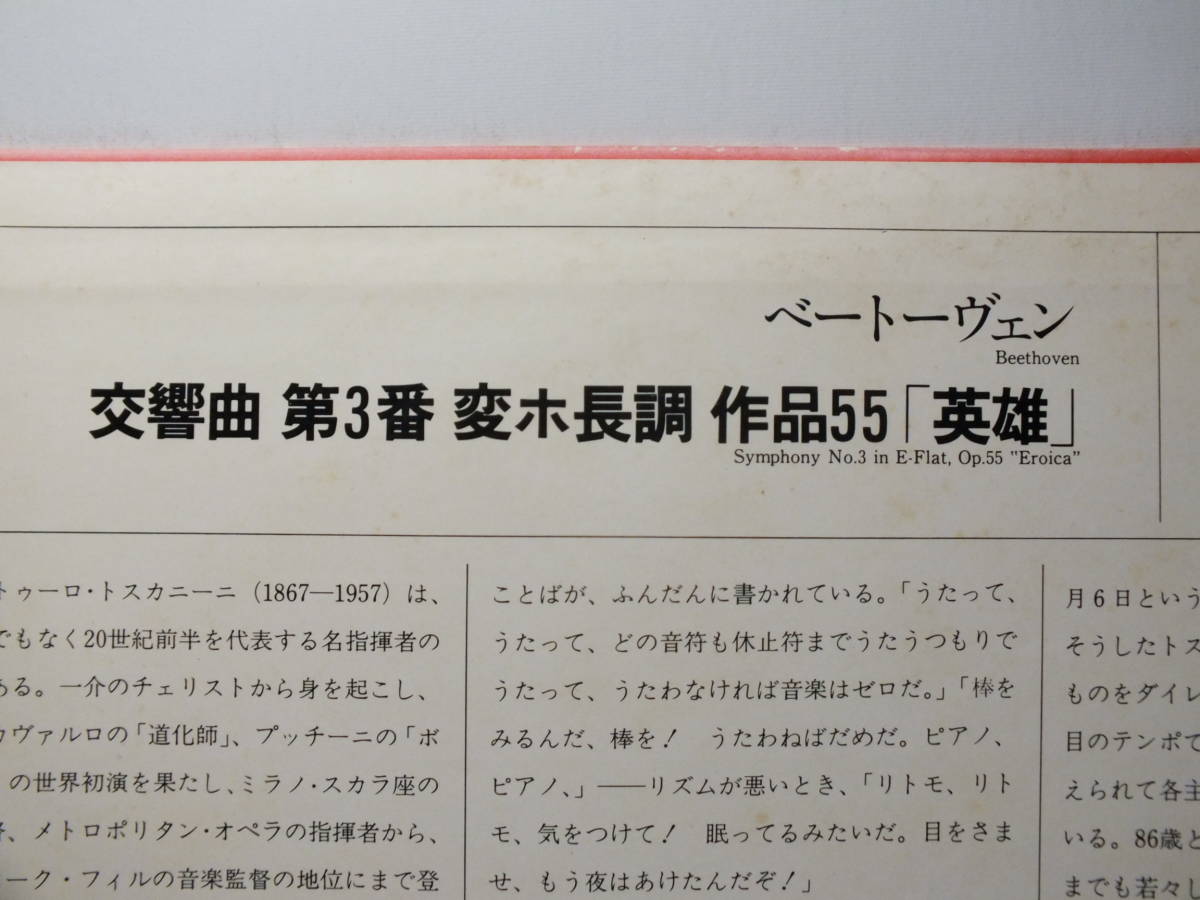 ベートーヴェン
Beethoven
交響曲 第3番 変ホ長調 作品55「英雄」
Symphony No.3 in E-Flat, Op.55 "Eroica"
トゥーロ・トスカニーニ (1867―1957) は、
でもなく20世紀前半を代表する名指揮者の
ある。一介のチェリストから身を起こし、
カヴァルロの「道化師」、プッチーニの「ボ
の世界初演を果たし、ミラノ・スカラ座の
、メトロポリタン・オペラの指揮者から、
ーク・フィルの音楽監督の地位にまで登
ことばが、ふんだんに書かれている。「うたって、
うたって、どの音符も休止符までうたうつもりで
うたって、うたわなければ音楽はゼロだ。」「棒を
みるんだ、棒を! うたわねばだめだ。ピアノ、
ピアノ、」――リズムが悪いとき、「リトモ、リト
モ、気をつけて! 眠ってるみたいだ。目をさま
せ、もう夜はあけたんだぞ!」
月6日という
そうしたトス
ものをダイレ
目のテンポで
えられて各主
いる。86歳と
までも若々し